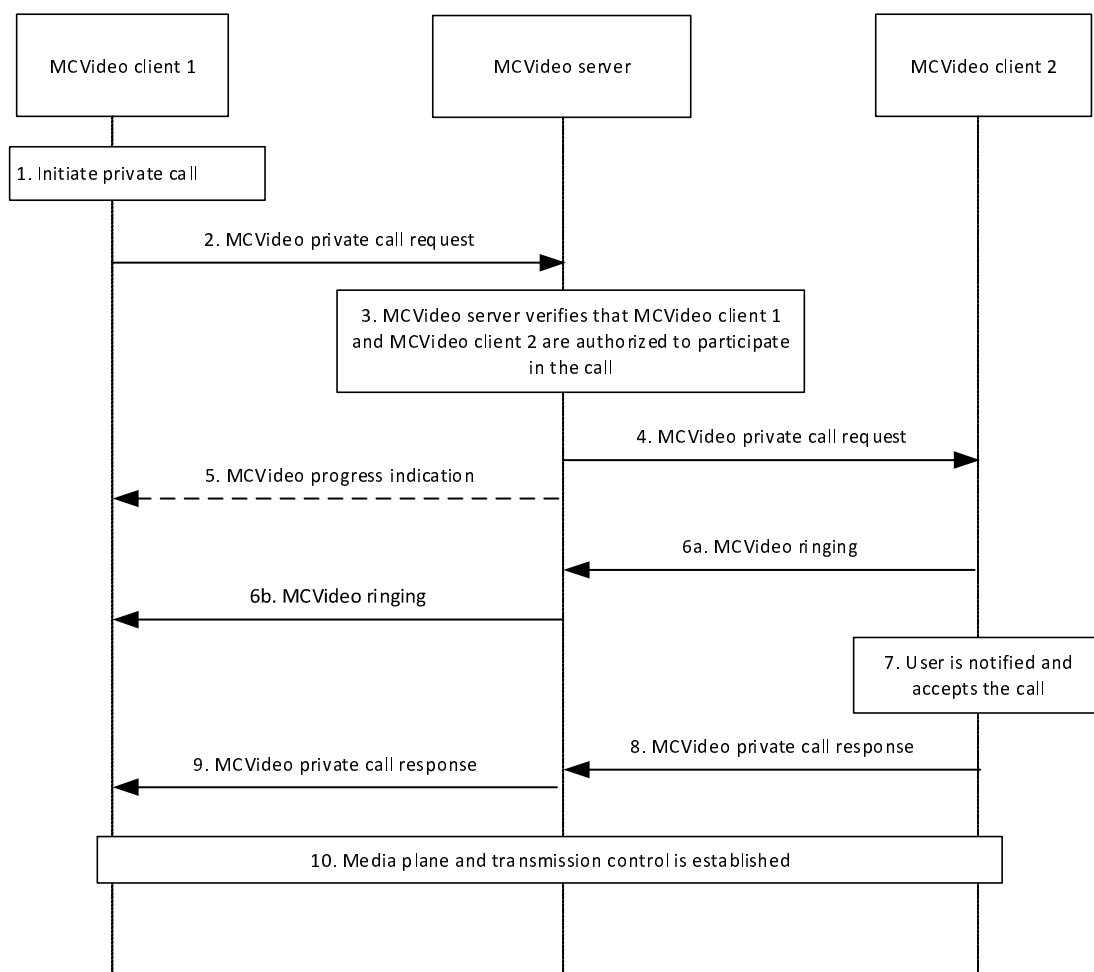 MCVideo client 1
MCVideo server
MCVideo client 2
1. Initiate private call
2. MCVideo private call request
3. MCVideo server verifies that MCVideo client 1
and MCVideo client 2 are authorized to participate
in the call
4. MCVideo private call request
5. MCVideo progress indication
6a. MCVideo ringing
6b. MCVideo ringing
7. User is notified and
accepts the call
8. MCVideo private call response
9. MCVideo private call response
10. Media plane and transmission control is established